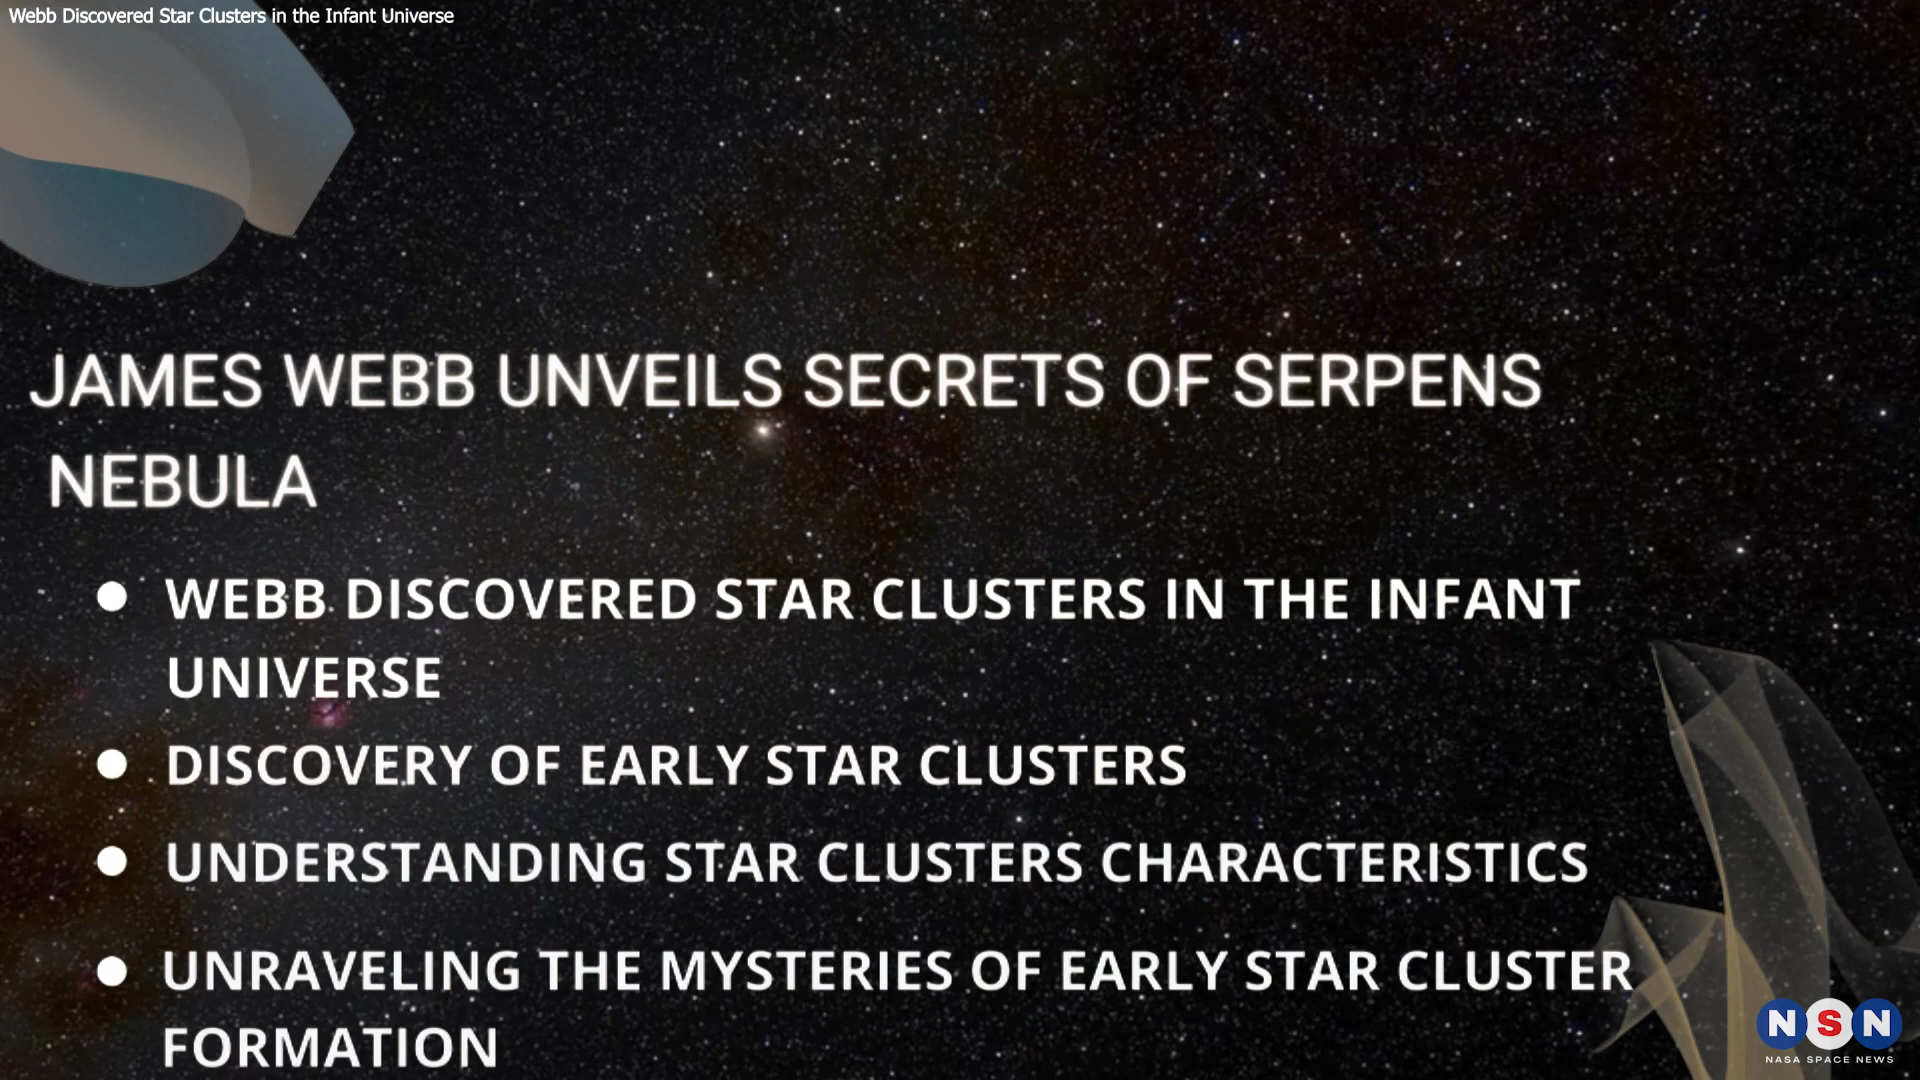 Webb Discovered Star Clusters in the Infant Universe
JAMES WEBB UNVEILS SECRETS OF SERPENS
NEBULA
● WEBB DISCOVERED STAR CLUSTERS IN THE INFANT
UNIVERSE
● DISCOVERY OF EARLY STAR CLUSTERS
● UNDERSTANDING STAR CLUSTERS CHARACTERISTICS
● UNRAVELING THE MYSTERIES OF EARLY STAR CLUSTER
FORMATION
NSN
NASA SPACE NEWS